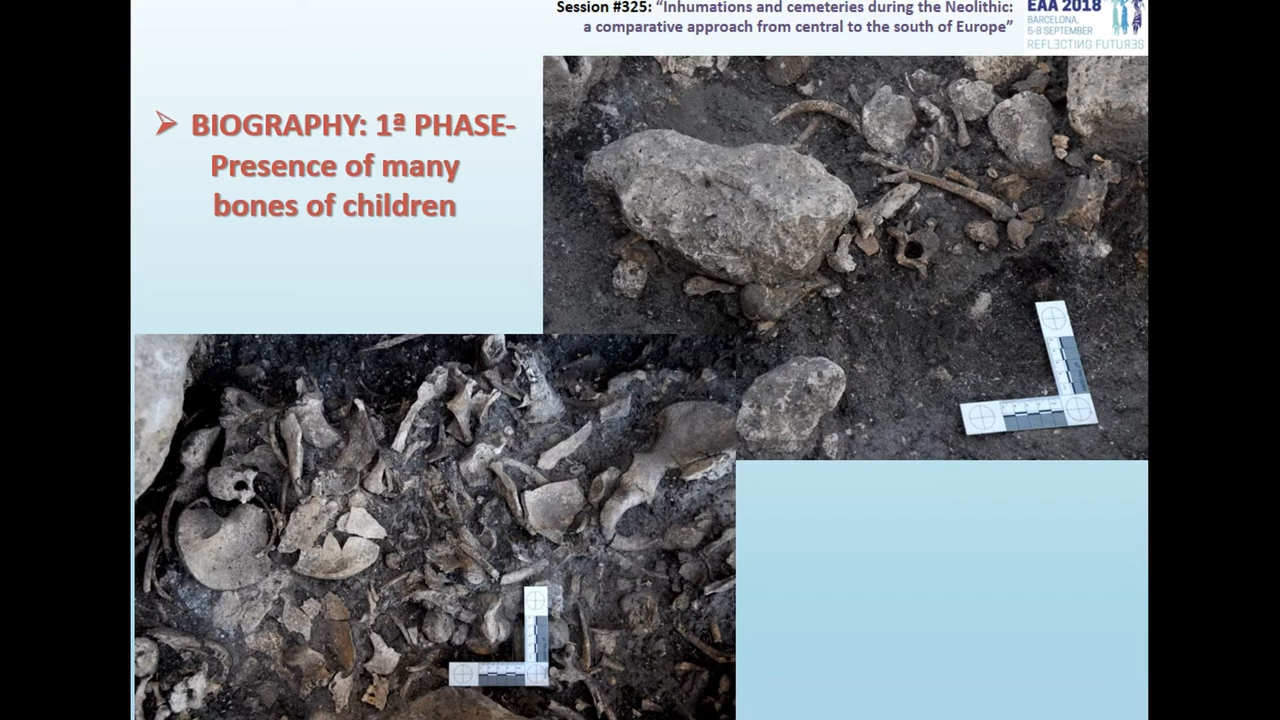 Session #325: “Inhumations and cemeteries during the Neolithic:
a comparative approach from central to the south of Europe”
EAA 2018
BARCELONA,
5-8 SEPTEMBER
REFLECTING FUTURES
➢ BIOGRAPHY: 1ª PHASE-
Presence of many
bones of children